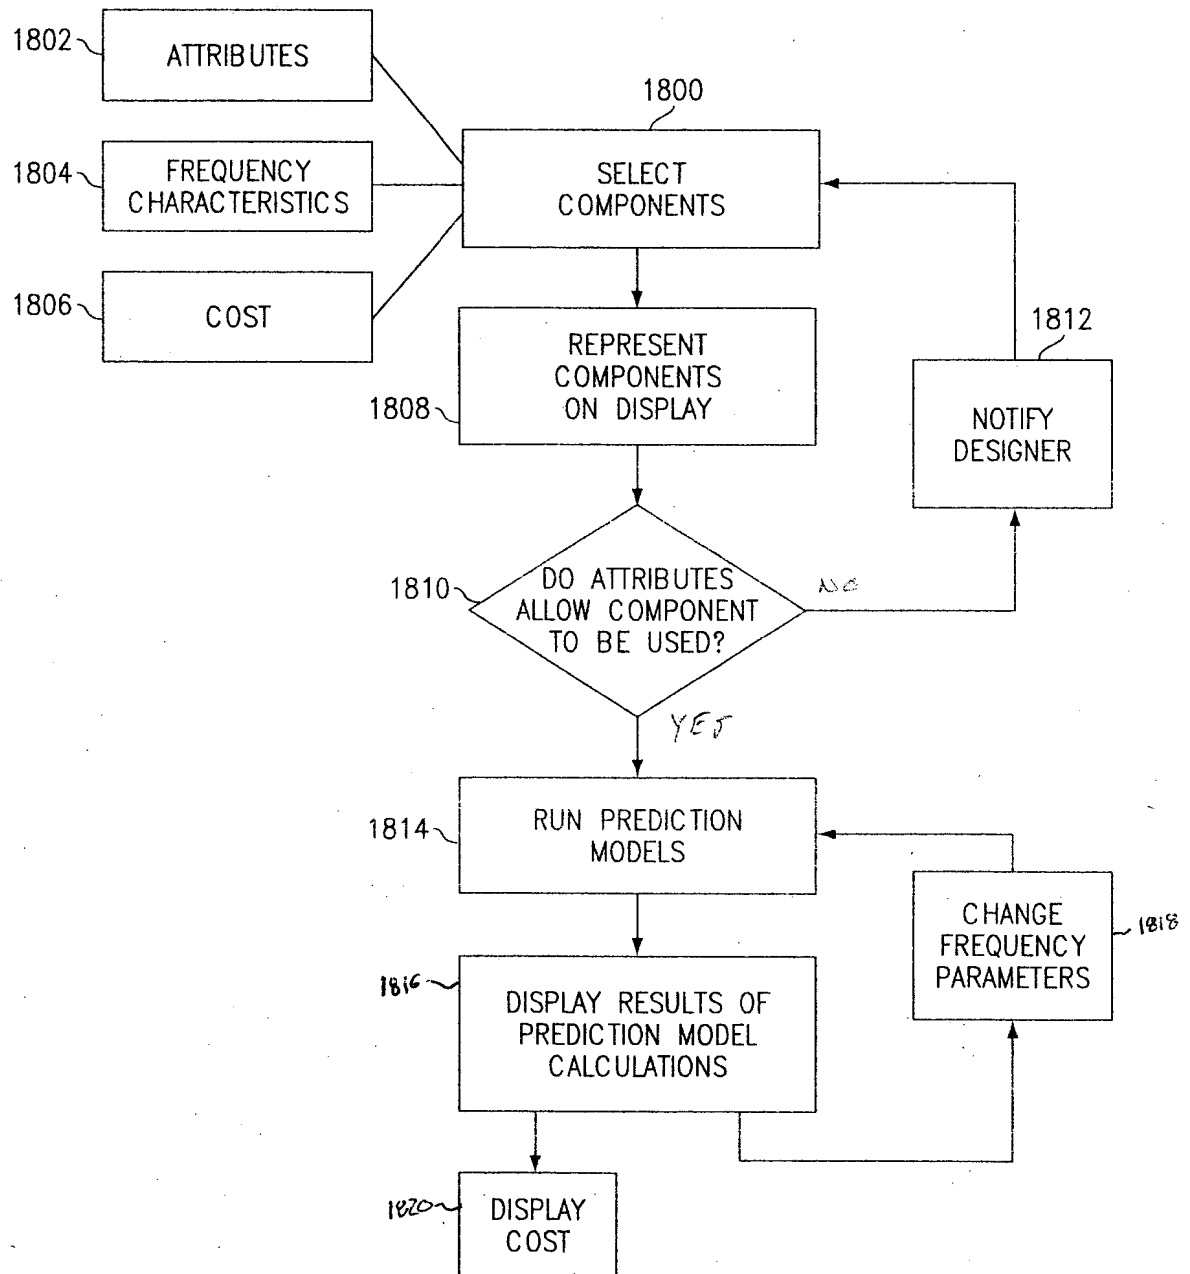 1802
ATTRIBUTES
1800
1804
FREQUENCY
CHARACTERISTICS
SELECT
COMPONENTS
1806
COST
REPRESENT
COMPONENTS
ON DISPLAY
1808
1812
NOTIFY
DESIGNER
1810
DO ATTRIBUTES
ALLOW COMPONENT
TO BE USED?
NO
YES
1814
RUN PREDICTION
MODELS
CHANGE
FREQUENCY
PARAMETERS
1818
1816
DISPLAY RESULTS OF
PREDICTION MODEL
CALCULATIONS
1820
DISPLAY
COST